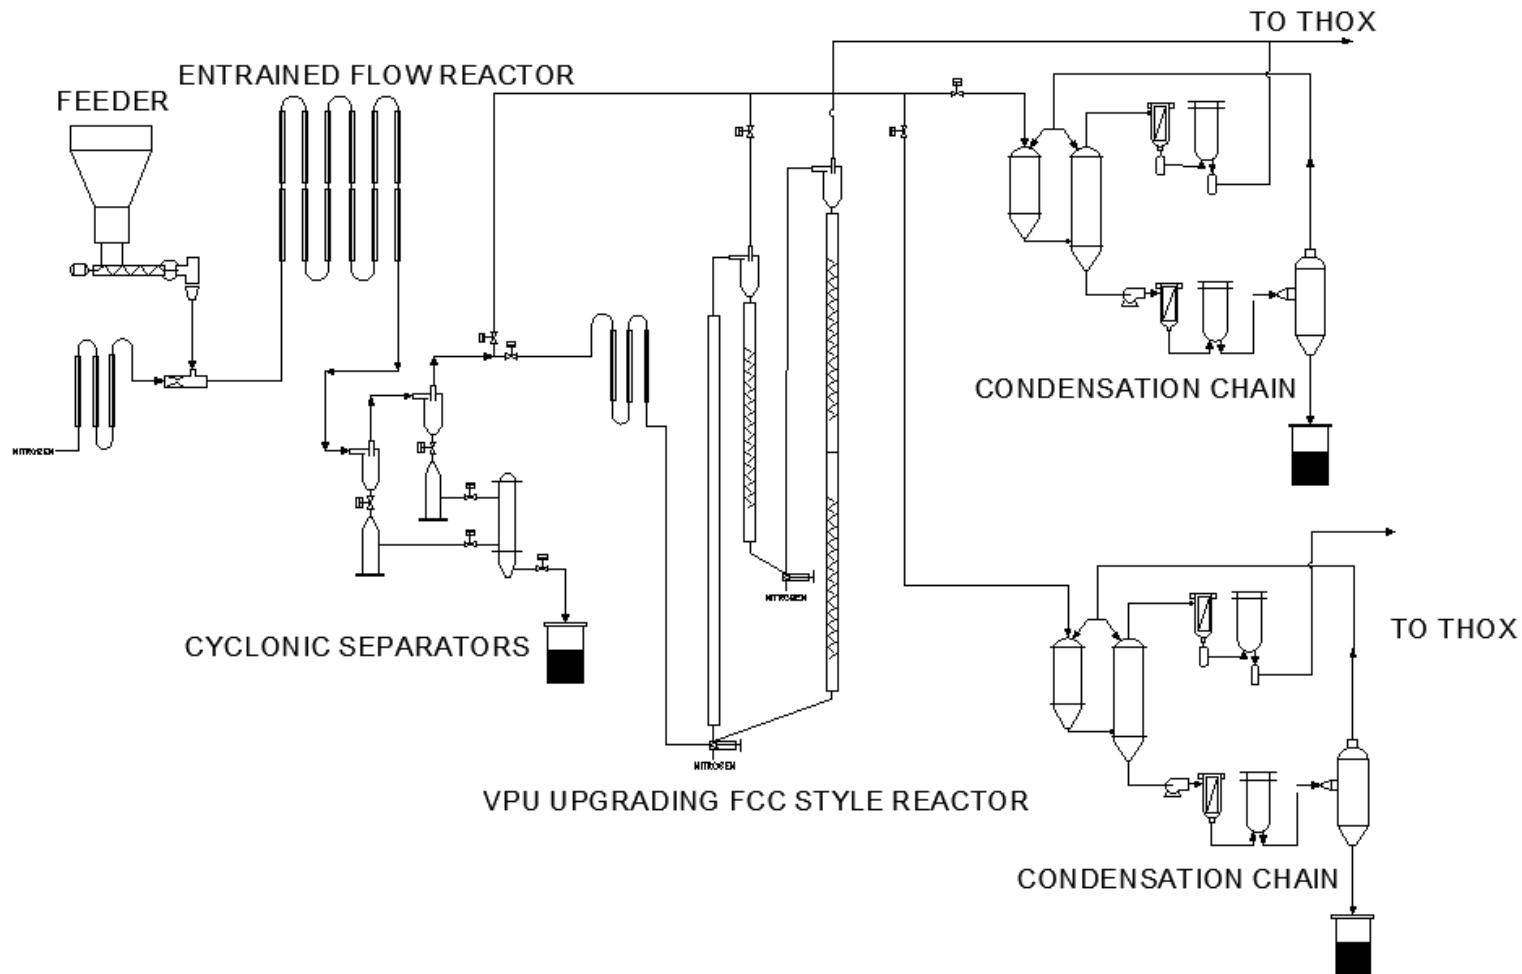 TO THOX
ENTRAINED FLOW REACTOR
FEEDER
CONDENSATION CHAIN
NITROGEN
NITROGEN
CYCLONIC SEPARATORS
TO THOX
NITROGEN
VPU UPGRADING FCC STYLE REACTOR
CONDENSATION CHAIN